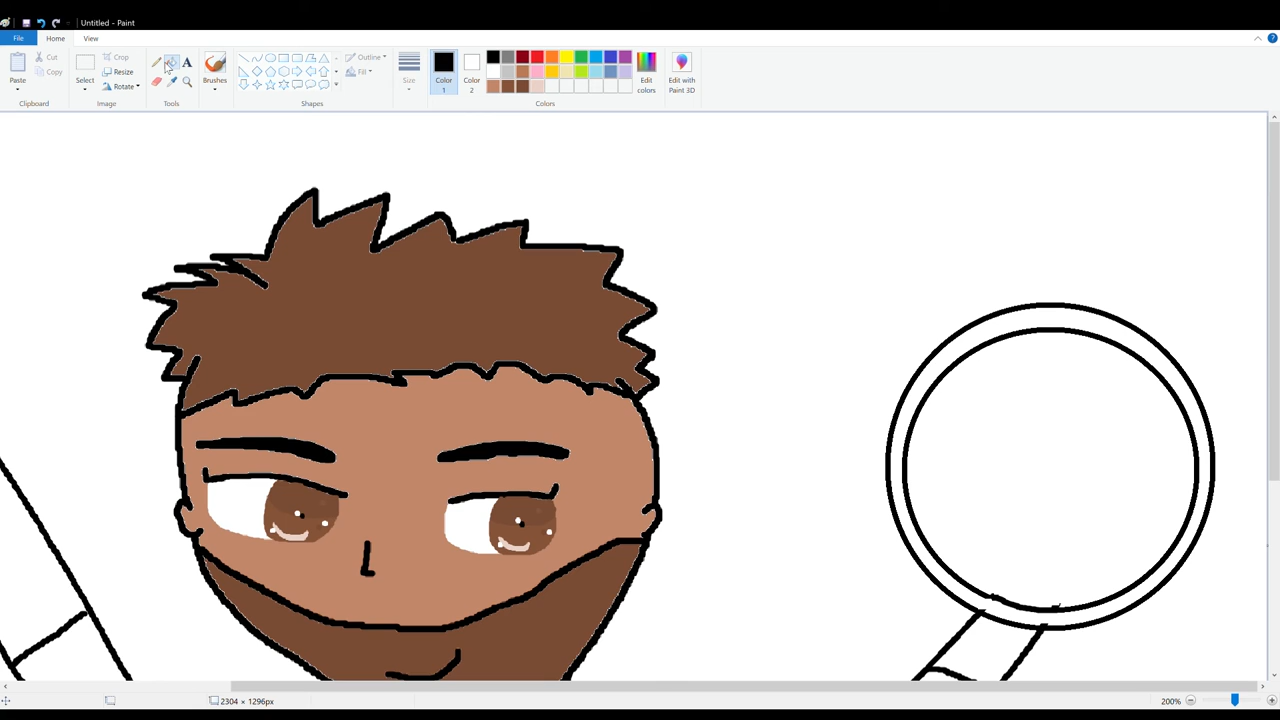 Untitled - Paint
File Home View
Paste
Cut
Copy
Clipboard
Select
Crop
Resize
Rotate
Image
A
Tools
Brushes
Outline
Fill
Shapes
Size
Color
1
Color
2
Edit
colors
Colors
Edit with
Paint 3D
2304 × 1296px
200%